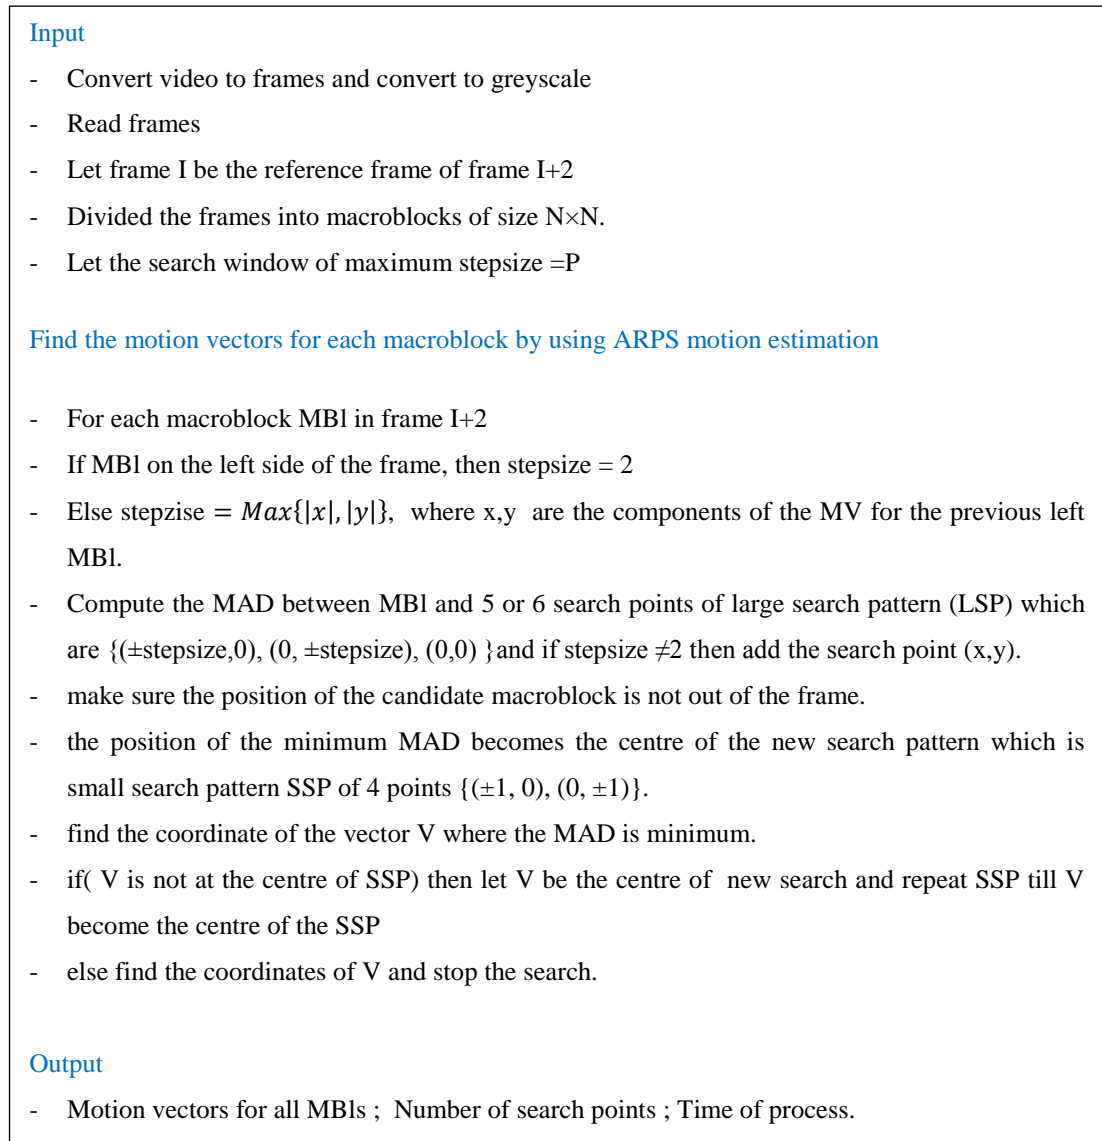 Input
- Convert video to frames and convert to greyscale
- Read frames
- Let frame I be the reference frame of frame I+2
- Divided the frames into macroblocks of size N×N.
- Let the search window of maximum stepsize =P
Find the motion vectors for each macroblock by using ARPS motion estimation
- For each macroblock MBl in frame I+2
- If MBl on the left side of the frame, then stepsize = 2
- Else stepzise = Max{|x|,|y|}, where x,y are the components of the MV for the previous left
MBl.
- Compute the MAD between MBl and 5 or 6 search points of large search pattern (LSP) which
are {(±stepsize,0), (0, ±stepsize), (0,0) }and if stepsize ≠2 then add the search point (x,y).
- make sure the position of the candidate macroblock is not out of the frame.
- the position of the minimum MAD becomes the centre of the new search pattern which is
small search pattern SSP of 4 points {(±1, 0), (0, ±1)}.
- find the coordinate of the vector V where the MAD is minimum.
- if( V is not at the centre of SSP) then let V be the centre of new search and repeat SSP till V
become the centre of the SSP
- else find the coordinates of V and stop the search.
Output
- Motion vectors for all MBls ; Number of search points ; Time of process.